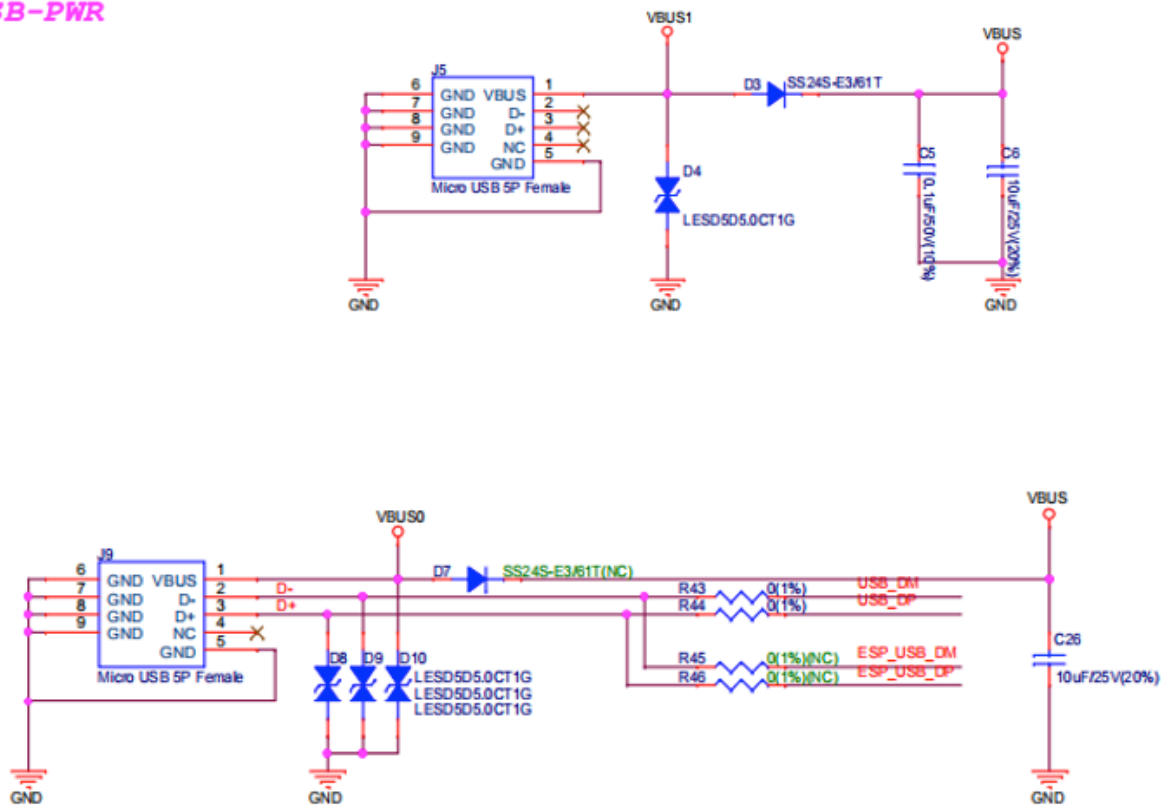 SB-PWR
VBUS1
VBUS
J5
6 GND VBUS 1
7 GND D- 2
8 GND D+ 3
9 GND NC 4
GND 5
Micro USB 5P Female
D3 SS24S-E3/61T
D4
LESD5D5.0CT1G
C5
0.1uF/50V(10%)
C6
10uF/25V(20%)
GND
GND
GND
VBUS0
VBUS
J9
6 GND VBUS 1
7 GND D- 2
8 GND D+ 3
9 GND NC 4
GND 5
Micro USB 5P Female
D-
D+
D7 SS24S-E3/61T(NC)
R43 0(1%) USB_DM
R44 0(1%) USB_DP
R45 0(1%)(NC) ESP_USB_DM
R46 0(1%)(NC) ESP_USB_DP
D8 D9 D10
LESD5D5.0CT1G
LESD5D5.0CT1G
LESD5D5.0CT1G
C26
10uF/25V(20%)
GND
GND
GND